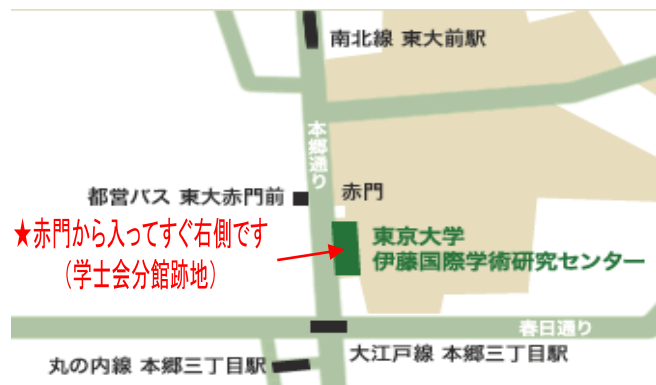 南北線 東大前駅
本郷通り
都営バス 東大赤門前
赤門
★赤門から入ってすぐ右側です
（学士会分館跡地）
東京大学
伊藤国際学術研究センター
春日通り
大江戸線 本郷三丁目駅
丸の内線 本郷三丁目駅